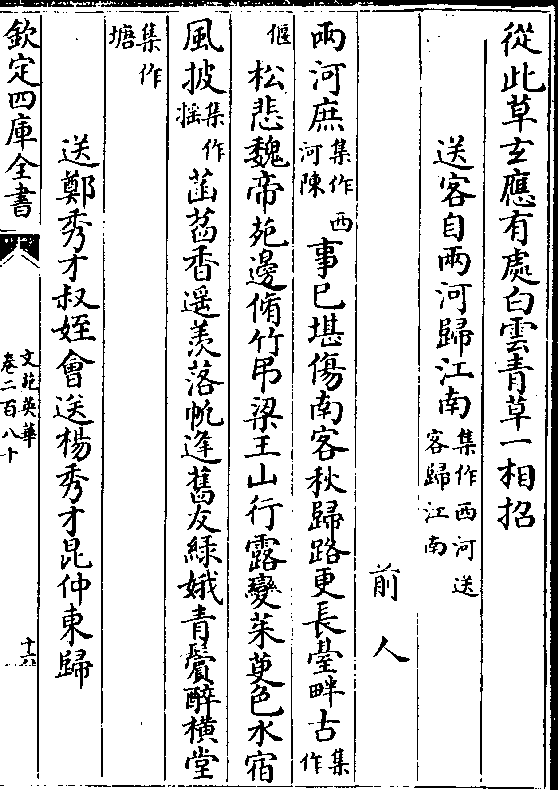 從此草玄應有處白雲青草一相招
送客自兩河歸江南集作西河送客歸江南
前人
兩河庶集作西河陳事已堪傷南客秋歸路更長臺畔古集作
偃松悲魏帝苑邊脩竹吊梁王山行露變茱萸色水宿
風披集作摇菡萏香遥羡落帆逢舊友綠娥青鬢醉橫堂
集作塘
送鄭秀才叔姪會送楊秀才昆仲東歸
欽定四庫全書
文苑英華
卷二百八十
十六